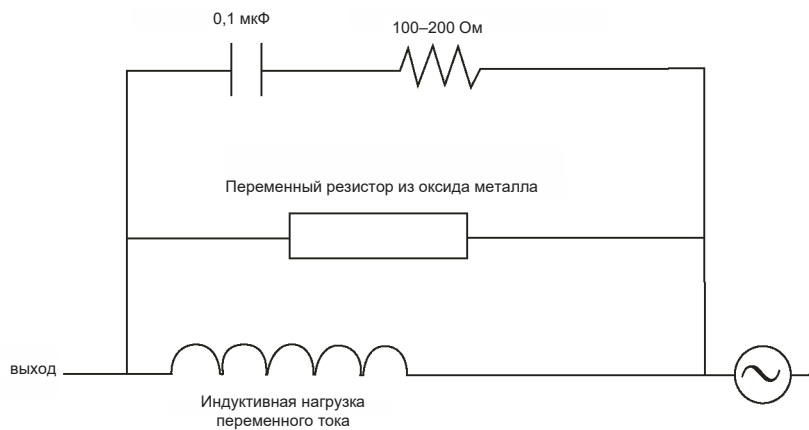 0,1 мкФ
100–200 Ом
Переменный резистор из оксида металла
выход
Индуктивная нагрузка
переменного тока